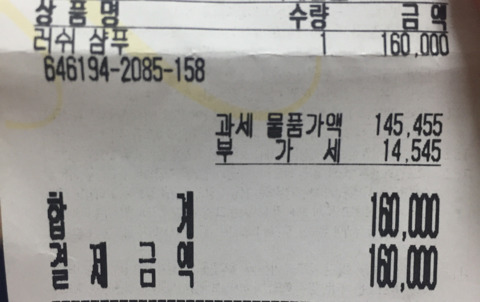 상 품 명 수량 금 액
러쉬 샴푸 1 160,000
646194-2085-158
과세 물품가액 145,455
부 가 세 14,545
합 계 160,000
결 제 금 액 160,000